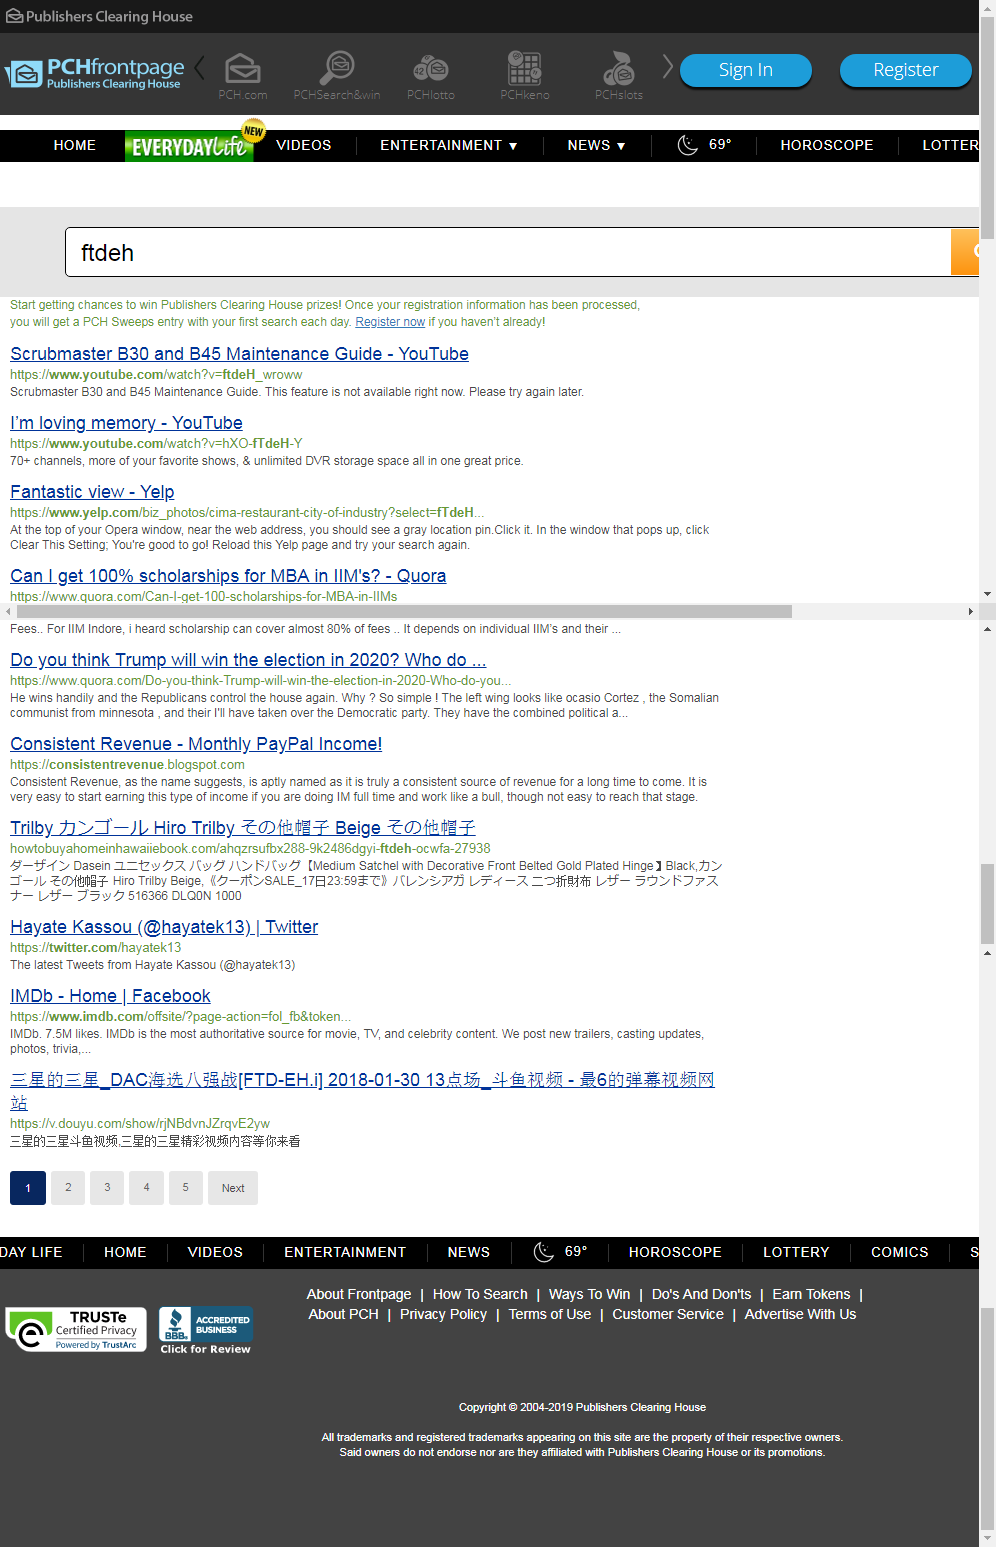 Publishers Clearing House
PCHfrontpage
Publishers Clearing House
PCH.com
PCHSearch&win
PCHlotto
PCHkeno
PCHslots
Sign In
Register
HOME
EVERYDAY Life
NEW
VIDEOS
ENTERTAINMENT ▼
NEWS ▼
69°
HOROSCOPE
LOTTER
ftdeh
Start getting chances to win Publishers Clearing House prizes! Once your registration information has been processed,
you will get a PCH Sweeps entry with your first search each day. Register now if you haven't already!
Scrubmaster B30 and B45 Maintenance Guide - YouTube
https://www.youtube.com/watch?v=ftdeH_wroww
Scrubmaster B30 and B45 Maintenance Guide. This feature is not available right now. Please try again later.
I'm loving memory - YouTube
https://www.youtube.com/watch?v=hXO-fTdeH-Y
70+ channels, more of your favorite shows, & unlimited DVR storage space all in one great price.
Fantastic view - Yelp
https://www.yelp.com/biz_photos/cima-restaurant-city-of-industry?select=fTdeH...
At the top of your Opera window, near the web address, you should see a gray location pin.Click it. In the window that pops up, click
Clear This Setting; You're good to go! Reload this Yelp page and try your search again.
Can I get 100% scholarships for MBA in IIM's? - Quora
https://www.quora.com/Can-I-get-100-scholarships-for-MBA-in-IIMs
Fees.. For IIM Indore, i heard scholarship can cover almost 80% of fees .. It depends on individual IIM's and their ...
Do you think Trump will win the election in 2020? Who do ...
https://www.quora.com/Do-you-think-Trump-will-win-the-election-in-2020-Who-do-you...
He wins handily and the Republicans control the house again. Why ? So simple ! The left wing looks like ocasio Cortez , the Somalian
communist from minnesota , and their I'll have taken over the Democratic party. They have the combined political a...
Consistent Revenue - Monthly PayPal Income!
https://consistentrevenue.blogspot.com
Consistent Revenue, as the name suggests, is aptly named as it is truly a consistent source of revenue for a long time to come. It is
very easy to start earning this type of income if you are doing IM full time and work like a bull, though not easy to reach that stage.
Trilby カンゴール Hiro Trilby その他帽子 Beige その他帽子
howtobuyahomeinhawaiiebook.com/ahqzrsufbx288-9k2486dgyi-ftdeh-ocwfa-27938
ダーザイン Dasein ユニセックス バッグ ハンドバッグ【Medium Satchel with Decorative Front Belted Gold Plated Hinge】Black,カン
ゴール その他帽子 Hiro Trilby Beige,《クーポンSALE_17日23:59まで》バレンシアガ レディース 二つ折財布 レザー ラウンドファス
ナー レザー ブラック 516366 DLQ0N 1000
Hayate Kassou (@hayatek13) | Twitter
https://twitter.com/hayatek13
The latest Tweets from Hayate Kassou (@hayatek13)
IMDb - Home | Facebook
https://www.imdb.com/offsite/?page-action=fol_fb&token...
IMDb. 7.5M likes. IMDb is the most authoritative source for movie, TV, and celebrity content. We post new trailers, casting updates,
photos, trivia,...
三星的三星_DAC海选八强战[FTD-EH.i] 2018-01-30 13点场_斗鱼视频 - 最6的弹幕视频网
站
https://v.douyu.com/show/rjNBdvnJZrqvE2yw
三星的三星斗鱼视频,三星的三星精彩视频内容等你来看
1
2
3
4
5
Next
DAY LIFE
HOME
VIDEOS
ENTERTAINMENT
NEWS
69°
HOROSCOPE
LOTTERY
COMICS
S
About Frontpage | How To Search | Ways To Win | Do's And Don'ts | Earn Tokens |
About PCH | Privacy Policy | Terms of Use | Customer Service | Advertise With Us
TRUSTe
Certified Privacy
Powered by TrustArc
BBB.
ACCREDITED
BUSINESS
Click for Review
Copyright © 2004-2019 Publishers Clearing House
All trademarks and registered trademarks appearing on this site are the property of their respective owners.
Said owners do not endorse nor are they affiliated with Publishers Clearing House or its promotions.